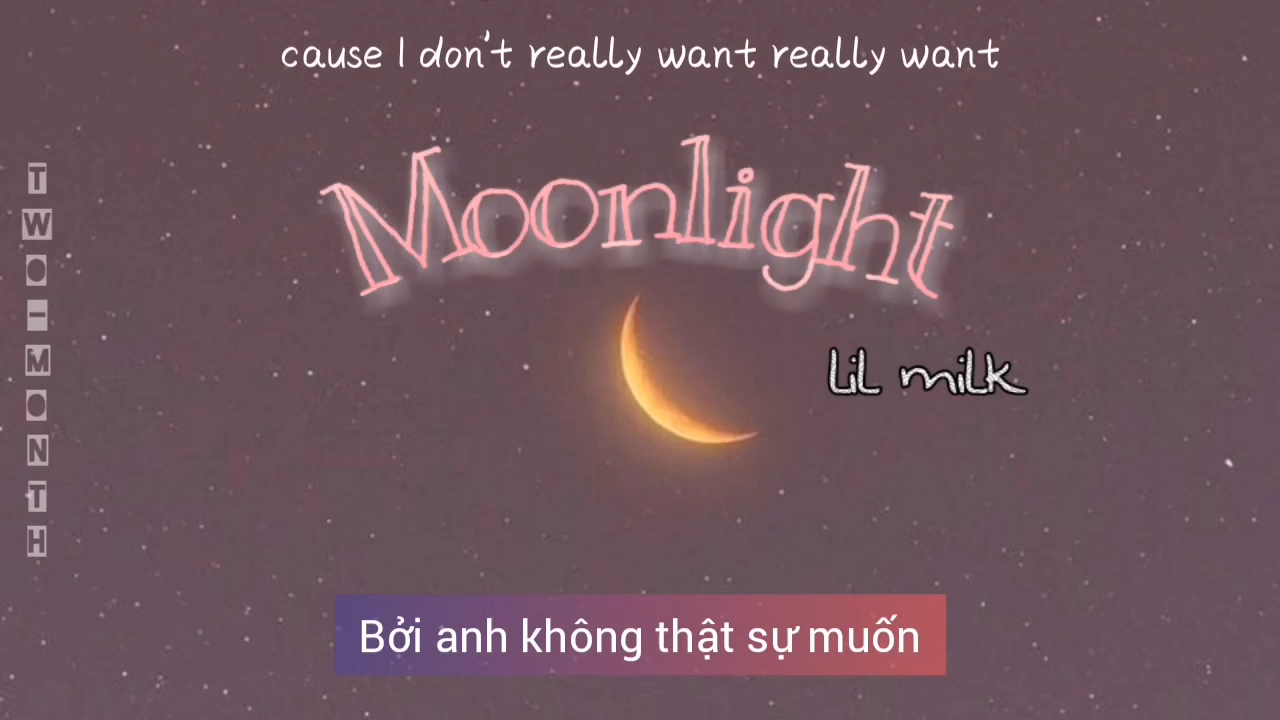 cause I don't really want really want
Moonlight
lil milk
TWO-MONTH
Bởi anh không thật sự muốn